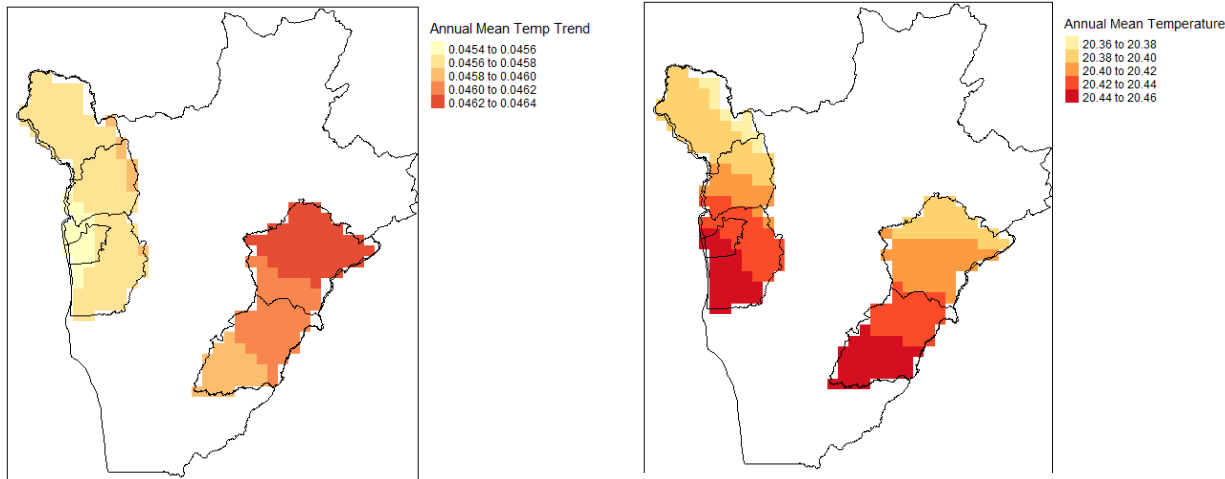 Annual Mean Temp Trend
0.0454 to 0.0456
0.0456 to 0.0458
0.0458 to 0.0460
0.0460 to 0.0462
0.0462 to 0.0464
Annual Mean Temperature
20.36 to 20.38
20.38 to 20.40
20.40 to 20.42
20.42 to 20.44
20.44 to 20.46